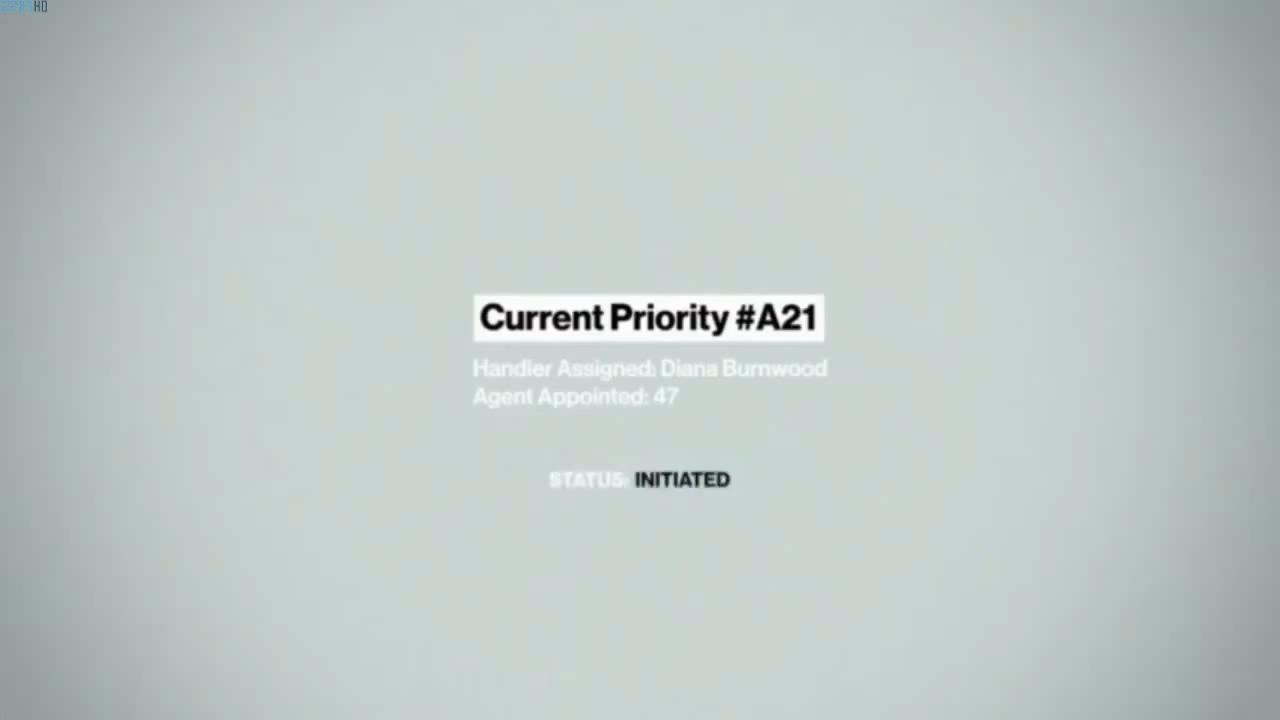 Current Priority #A21
Handler Assigned: Diana Burnwood
Agent Appointed: 47
STATUS: INITIATED